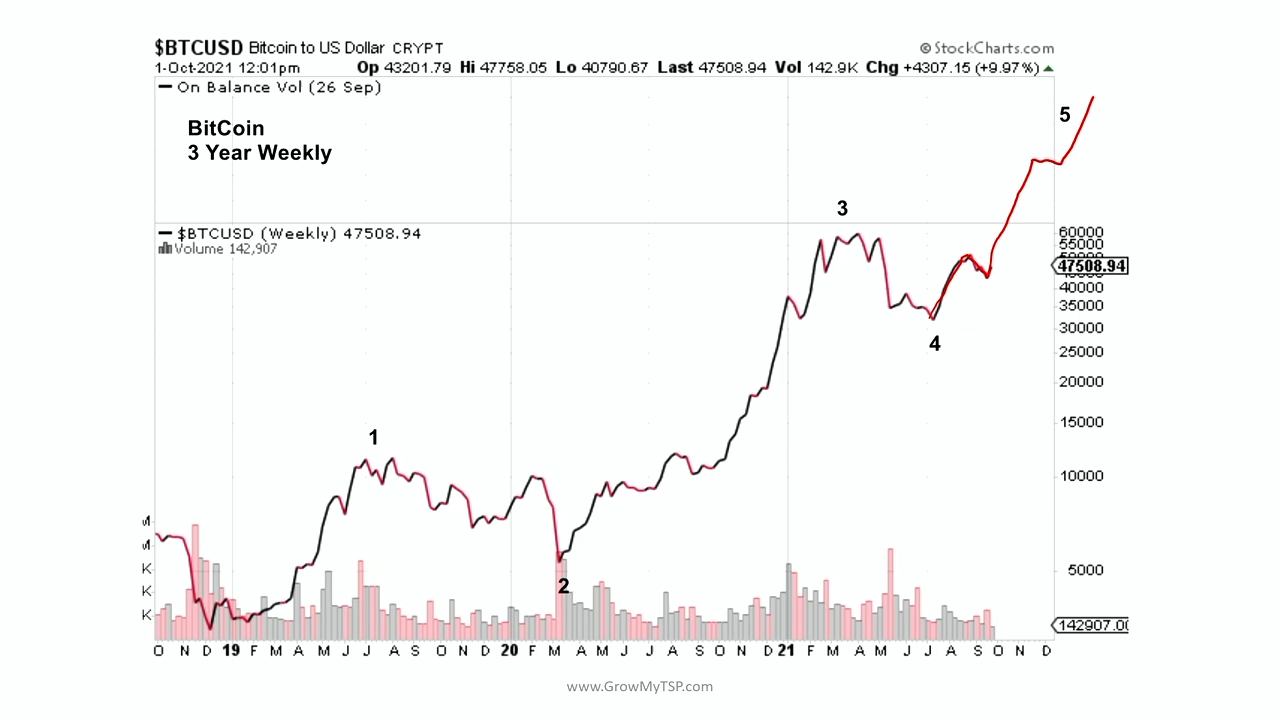 $BTCUSD Bitcoin to US Dollar CRYPT
© StockCharts.com
1-Oct-2021 12:01pm Op 43201.79 Hi 47758.05 Lo 40790.67 Last 47508.94 Vol 142.9K Chg +4307.15 (+9.97%)
On Balance Vol (26 Sep)
5
BitCoin
3 Year Weekly
3
$BTCUSD (Weekly) 47508.94
Volume 142,907
60000
55000
47508.94
40000
35000
30000
4
25000
20000
15000
1
10000
M
M
K
5000
K
2
K
142907.00
O N D 19 F M A M J J A S O N D 20 F M A M J J A S O N D 21 F M A M J J A S O N D
www.GrowMyTSP.com